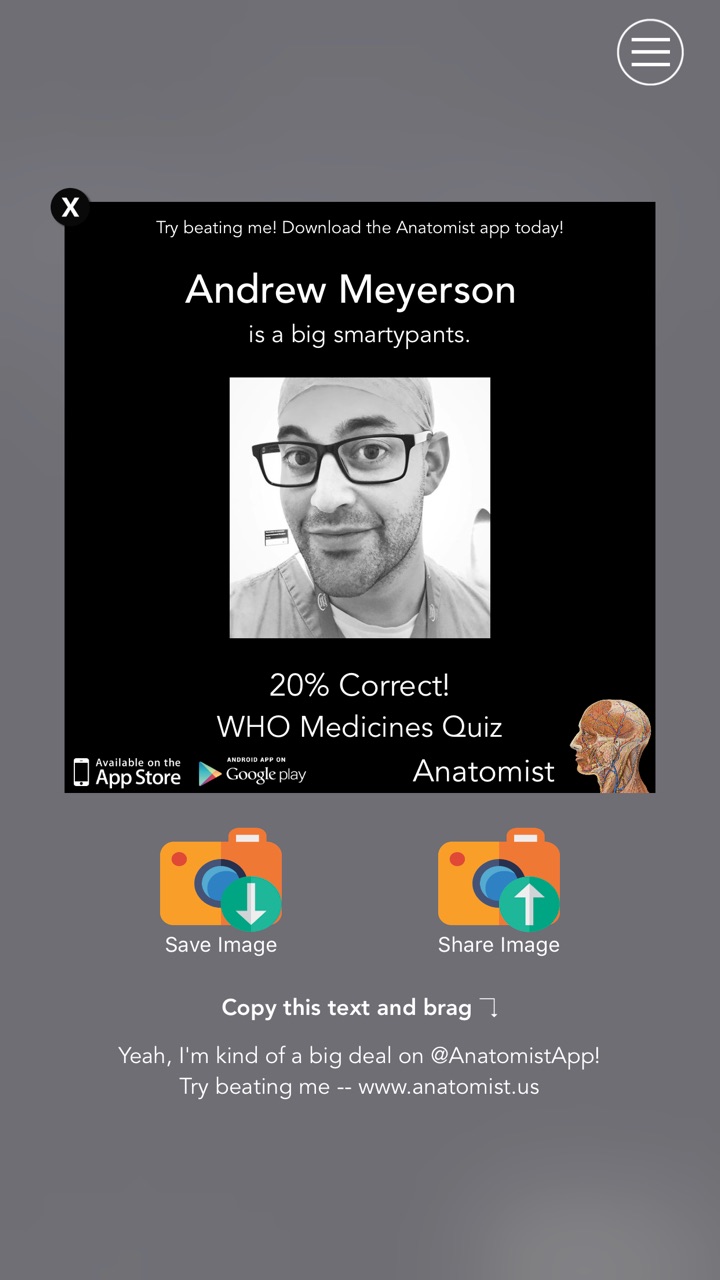 X
Try beating me! Download the Anatomist app today!
Andrew Meyerson
is a big smartypants.
20% Correct!
WHO Medicines Quiz
Available on the
App Store
ANDROID APP ON
Google play
Anatomist
Save Image
Share Image
Copy this text and brag
Yeah, I'm kind of a big deal on @AnatomistApp!
Try beating me -- www.anatomist.us